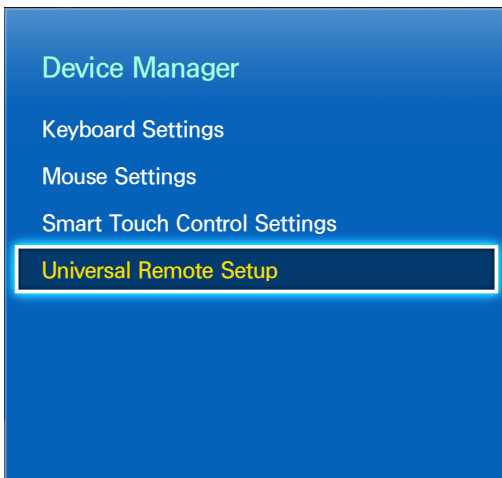 Device Manager
Keyboard Settings
Mouse Settings
Smart Touch Control Settings
Universal Remote Setup